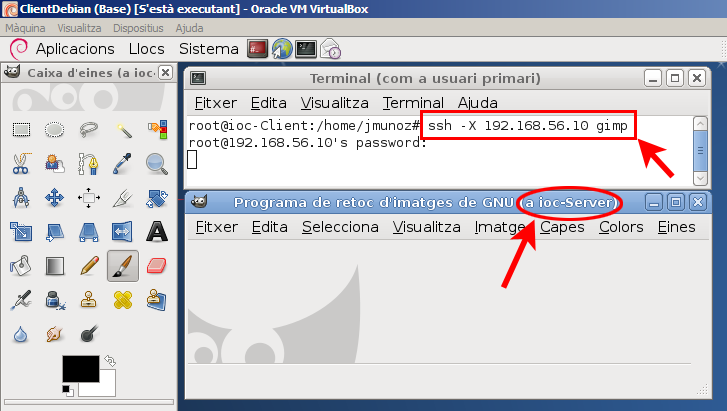 ClientDebian (Base) [S'està executant] - Oracle VM VirtualBox
Màquina Visualitza Dispositius Ajuda
Aplicacions Llocs Sistema
Caixa d'eines (a ioc-
Terminal (com a usuari primari)
Fitxer Edita Visualitza Terminal Ajuda
root@ioc-Client:/home/jmunoz# ssh -X 192.168.56.10 gimp
root@192.168.56.10's password:
Programa de retoc d'imatges de GNU (a ioc-Server)
Fitxer Edita Selecciona Visualitza Imatge Capes Colors Eines